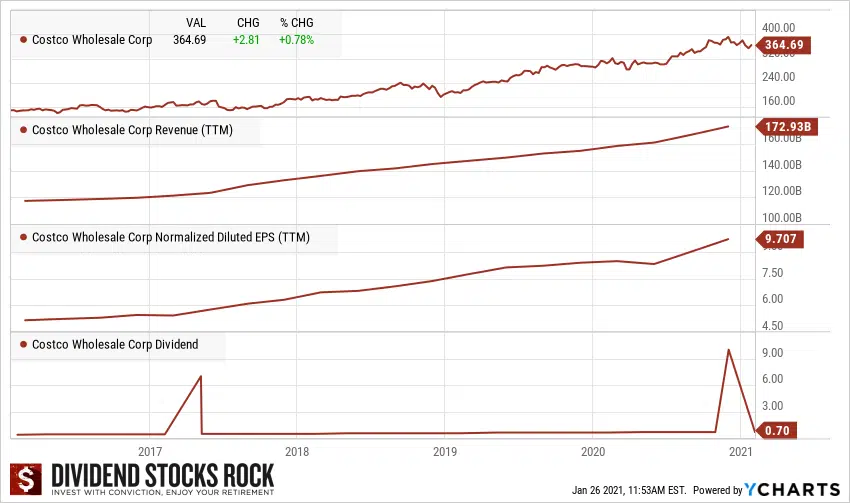 VAL CHG % CHG
Costco Wholesale Corp 364.69 +2.81 +0.78%
400.00
364.69
320.00
240.00
160.00
Costco Wholesale Corp Revenue (TTM)
172.93B
160.00B
140.00B
120.00B
100.00B
Costco Wholesale Corp Normalized Diluted EPS (TTM)
9.707
7.50
6.00
4.50
Costco Wholesale Corp Dividend
9.00
6.00
3.00
0.70
2017 2018 2019 2020 2021
$
DIVIDEND STOCKS ROCK
INVEST WITH CONVICTION, ENJOY YOUR RETIREMENT
Jan 26 2021, 11:53AM EST. Powered by YCHARTS